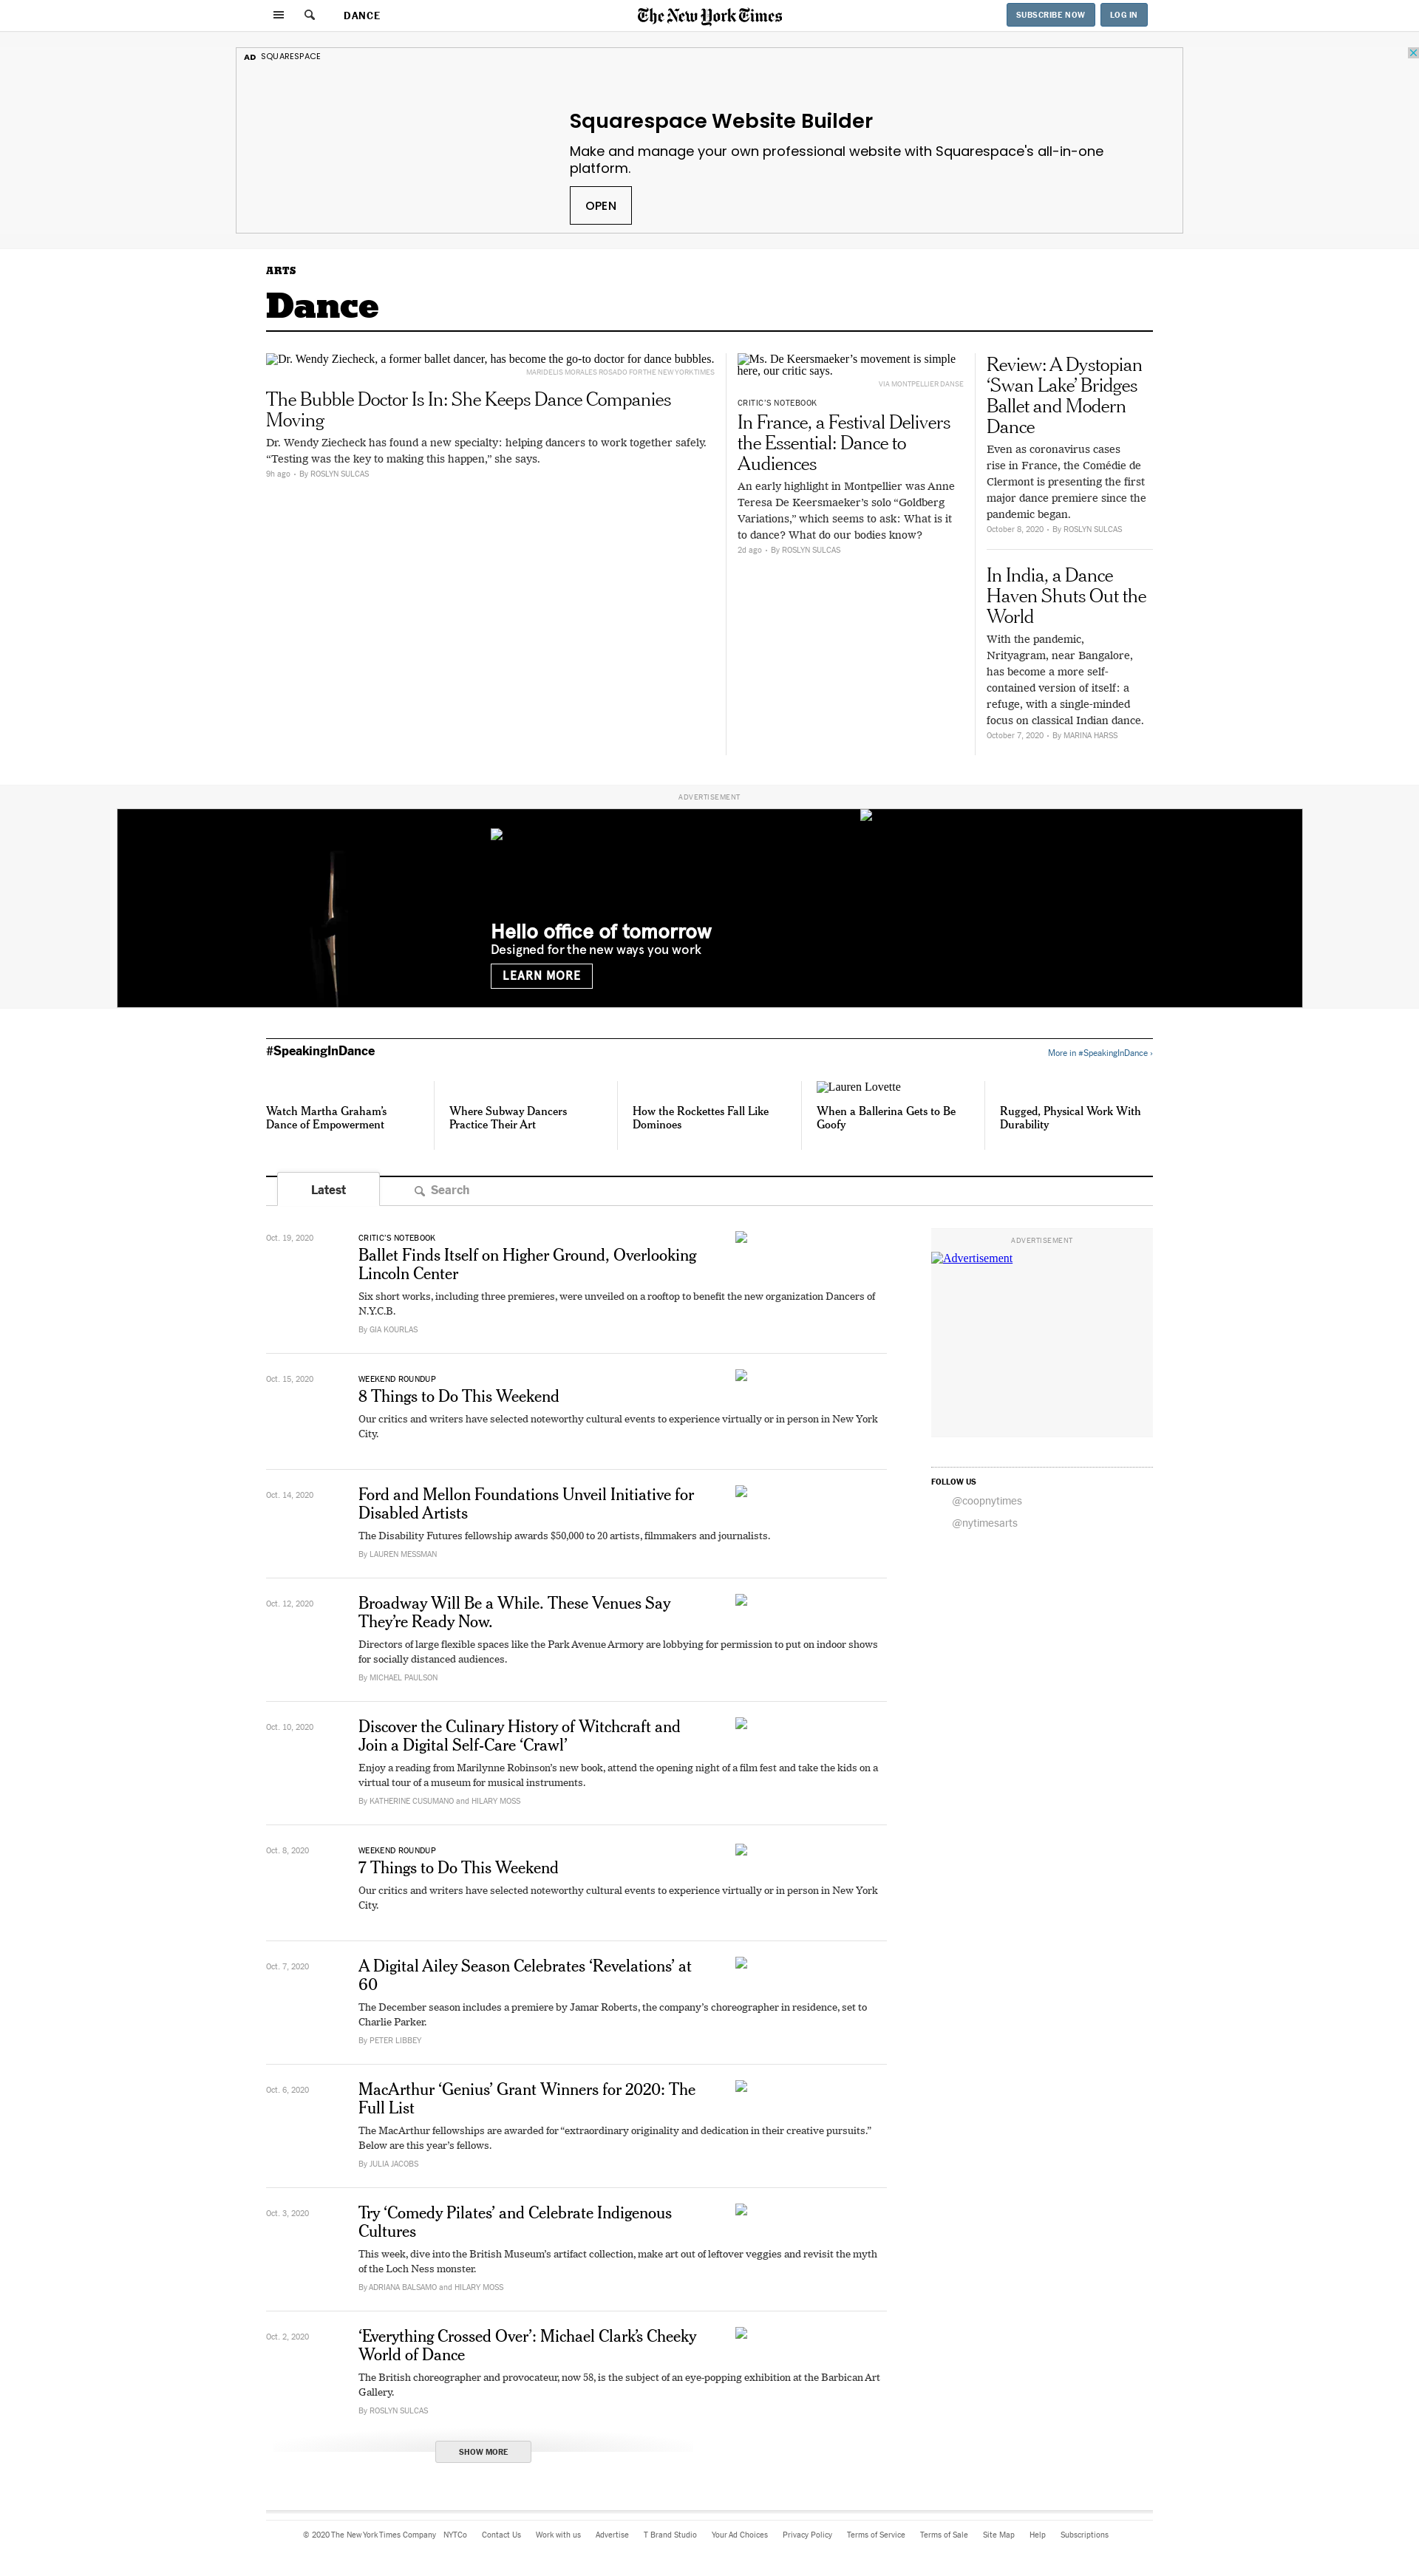 DANCE
The New York Times
SUBSCRIBE NOW
LOG IN
AD SQUARESPACE
Squarespace Website Builder
Make and manage your own professional website with Squarespace's all-in-one
platform.
OPEN
ARTS
Dance
Dr. Wendy Ziecheck, a former ballet dancer, has become the go-to doctor for dance bubbles.
MARIDELIS MORALES ROSADO FOR THE NEW YORK TIMES
The Bubble Doctor Is In: She Keeps Dance Companies
Moving
Dr. Wendy Ziecheck has found a new specialty: helping dancers to work together safely.
“Testing was the key to making this happen,” she says.
9h ago • By ROSLYN SULCAS
Ms. De Keersmaeker’s movement is simple
here, our critic says.
VIA MONTPELLIER DANSE
CRITIC’S NOTEBOOK
In France, a Festival Delivers
the Essential: Dance to
Audiences
An early highlight in Montpellier was Anne
Teresa De Keersmaeker’s solo “Goldberg
Variations,” which seems to ask: What is it
to dance? What do our bodies know?
2d ago • By ROSLYN SULCAS
Review: A Dystopian
‘Swan Lake’ Bridges
Ballet and Modern
Dance
Even as coronavirus cases
rise in France, the Comédie de
Clermont is presenting the first
major dance premiere since the
pandemic began.
October 8, 2020 • By ROSLYN SULCAS
In India, a Dance
Haven Shuts Out the
World
With the pandemic,
Nrityagram, near Bangalore,
has become a more self-
contained version of itself: a
refuge, with a single-minded
focus on classical Indian dance.
October 7, 2020 • By MARINA HARSS
ADVERTISEMENT
Hello office of tomorrow
Designed for the new ways you work
LEARN MORE
#SpeakingInDance
More in #SpeakingInDance ›
Watch Martha Graham’s
Dance of Empowerment
Where Subway Dancers
Practice Their Art
How the Rockettes Fall Like
Dominoes
Lauren Lovette
When a Ballerina Gets to Be
Goofy
Rugged, Physical Work With
Durability
Latest
Search
Oct. 19, 2020
CRITIC’S NOTEBOOK
Ballet Finds Itself on Higher Ground, Overlooking
Lincoln Center
Six short works, including three premieres, were unveiled on a rooftop to benefit the new organization Dancers of
N.Y.C.B.
By GIA KOURLAS
ADVERTISEMENT
Advertisement
Oct. 15, 2020
WEEKEND ROUNDUP
8 Things to Do This Weekend
Our critics and writers have selected noteworthy cultural events to experience virtually or in person in New York
City.
FOLLOW US
@coopnytimes
@nytimesarts
Oct. 14, 2020
Ford and Mellon Foundations Unveil Initiative for
Disabled Artists
The Disability Futures fellowship awards $50,000 to 20 artists, filmmakers and journalists.
By LAUREN MESSMAN
Oct. 12, 2020
Broadway Will Be a While. These Venues Say
They’re Ready Now.
Directors of large flexible spaces like the Park Avenue Armory are lobbying for permission to put on indoor shows
for socially distanced audiences.
By MICHAEL PAULSON
Oct. 10, 2020
Discover the Culinary History of Witchcraft and
Join a Digital Self-Care ‘Crawl’
Enjoy a reading from Marilynne Robinson’s new book, attend the opening night of a film fest and take the kids on a
virtual tour of a museum for musical instruments.
By KATHERINE CUSUMANO and HILARY MOSS
Oct. 8, 2020
WEEKEND ROUNDUP
7 Things to Do This Weekend
Our critics and writers have selected noteworthy cultural events to experience virtually or in person in New York
City.
Oct. 7, 2020
A Digital Ailey Season Celebrates ‘Revelations’ at
60
The December season includes a premiere by Jamar Roberts, the company’s choreographer in residence, set to
Charlie Parker.
By PETER LIBBEY
Oct. 6, 2020
MacArthur ‘Genius’ Grant Winners for 2020: The
Full List
The MacArthur fellowships are awarded for “extraordinary originality and dedication in their creative pursuits.”
Below are this year’s fellows.
By JULIA JACOBS
Oct. 3, 2020
Try ‘Comedy Pilates’ and Celebrate Indigenous
Cultures
This week, dive into the British Museum’s artifact collection, make art out of leftover veggies and revisit the myth
of the Loch Ness monster.
By ADRIANA BALSAMO and HILARY MOSS
Oct. 2, 2020
‘Everything Crossed Over’: Michael Clark’s Cheeky
World of Dance
The British choreographer and provocateur, now 58, is the subject of an eye-popping exhibition at the Barbican Art
Gallery.
By ROSLYN SULCAS
SHOW MORE
© 2020 The New York Times Company NYTCo Contact Us Work with us Advertise T Brand Studio Your Ad Choices Privacy Policy Terms of Service Terms of Sale Site Map Help Subscriptions